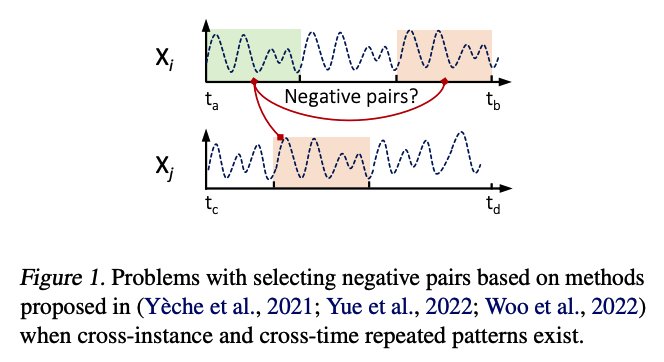 X_i
Negative pairs?
t_a
t_b
X_j
t_c
t_d
Figure 1. Problems with selecting negative pairs based on methods
proposed in (Yèche et al., 2021; Yue et al., 2022; Woo et al., 2022)
when cross-instance and cross-time repeated patterns exist.